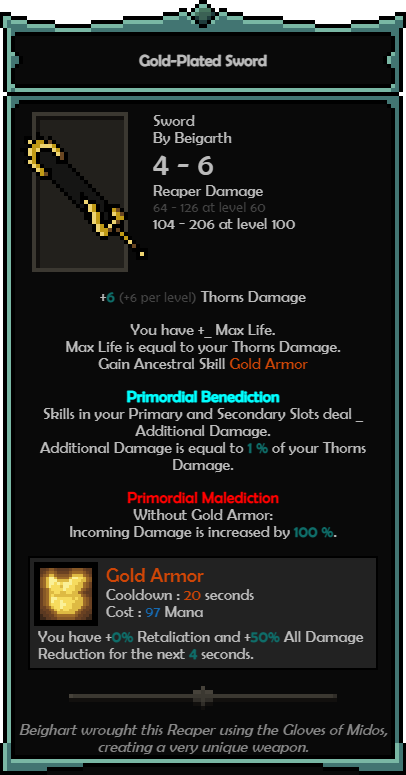 Gold-Plated Sword
Sword
By Beigarth
4 - 6
Reaper Damage
64 - 126 at level 60
104 - 206 at level 100
+6 (+6 per level) Thorns Damage
You have +_ Max Life.
Max Life is equal to your Thorns Damage.
Gain Ancestral Skill Gold Armor
Primordial Benediction
Skills in your Primary and Secondary Slots deal _
Additional Damage.
Additional Damage is equal to 1 % of your Thorns
Damage.
Primordial Malediction
Without Gold Armor:
Incoming Damage is increased by 100 %.
Gold Armor
Cooldown : 20 seconds
Cost : 97 Mana
You have +0% Retaliation and +50% All Damage
Reduction for the next 4 seconds.
Beighart wrought this Reaper using the Gloves of Midos,
creating a very unique weapon.